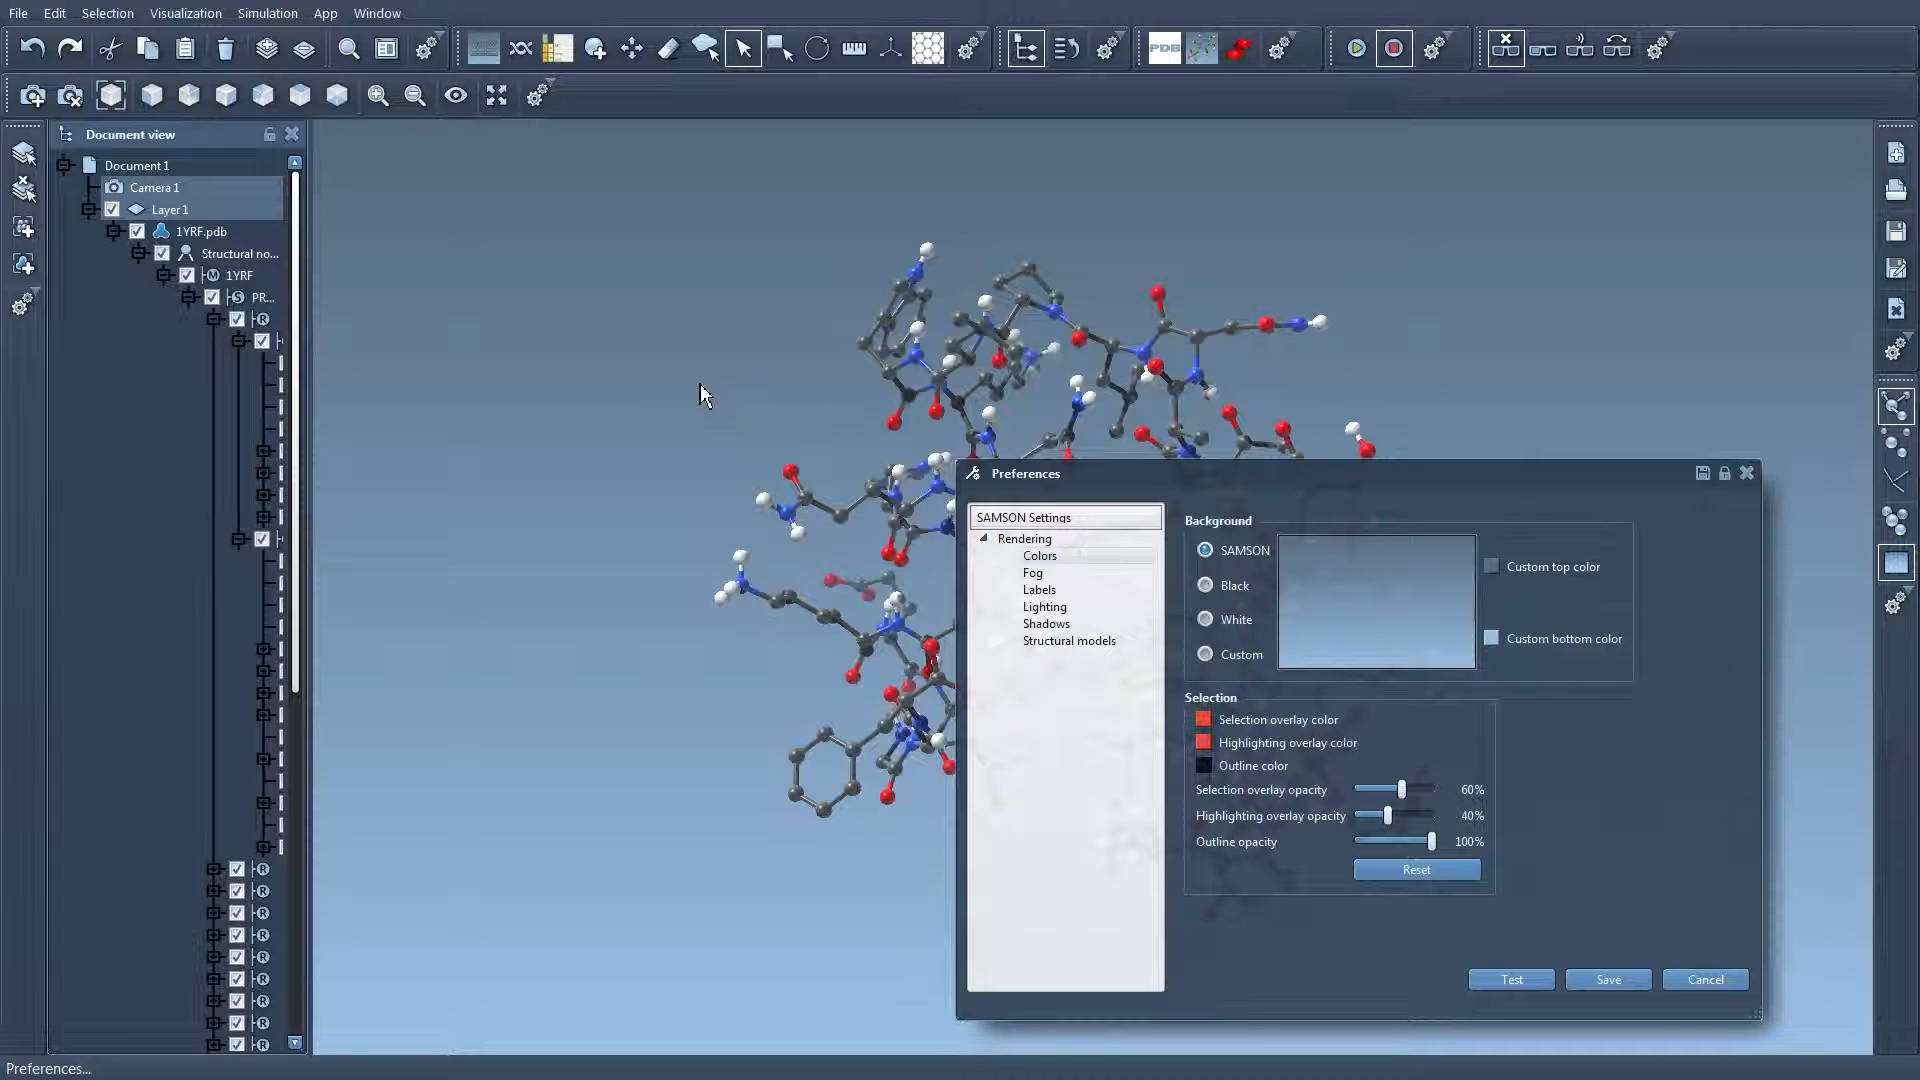 File Edit Selection Visualization Simulation App Window
PDB
Document view
Document 1
Camera 1
Layer 1
1YRF.pdb
Structural no...
M 1YRF
S PR...
R
Preferences
SAMSON Settings
Rendering
Colors
Fog
Labels
Lighting
Shadows
Structural models
Background
SAMSON
Black
White
Custom
Custom top color
Custom bottom color
Selection
Selection overlay color
Highlighting overlay color
Outline color
Selection overlay opacity 60%
Highlighting overlay opacity 40%
Outline opacity 100%
Reset
Test Save Cancel
R
R
R
R
R
R
R
R
R
Preferences...